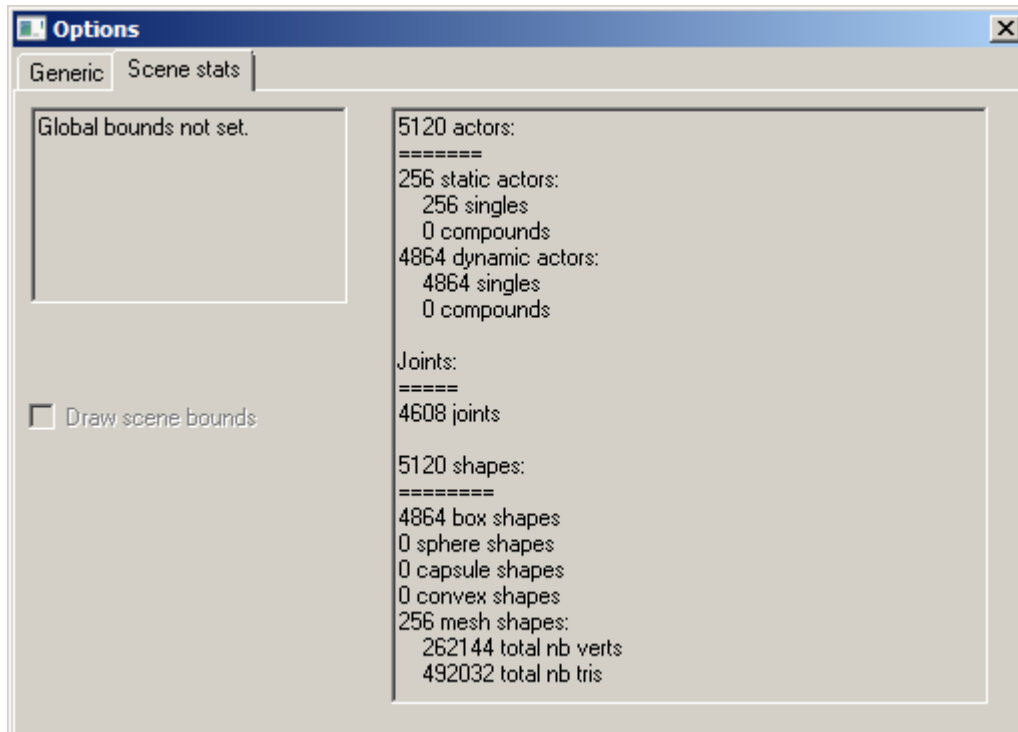 Options
Generic
Scene stats
Global bounds not set.
Draw scene bounds
5120 actors:
=======
256 static actors:
256 singles
0 compounds
4864 dynamic actors:
4864 singles
0 compounds
Joints:
=====
4608 joints
5120 shapes:
========
4864 box shapes
0 sphere shapes
0 capsule shapes
0 convex shapes
256 mesh shapes:
262144 total nb verts
492032 total nb tris